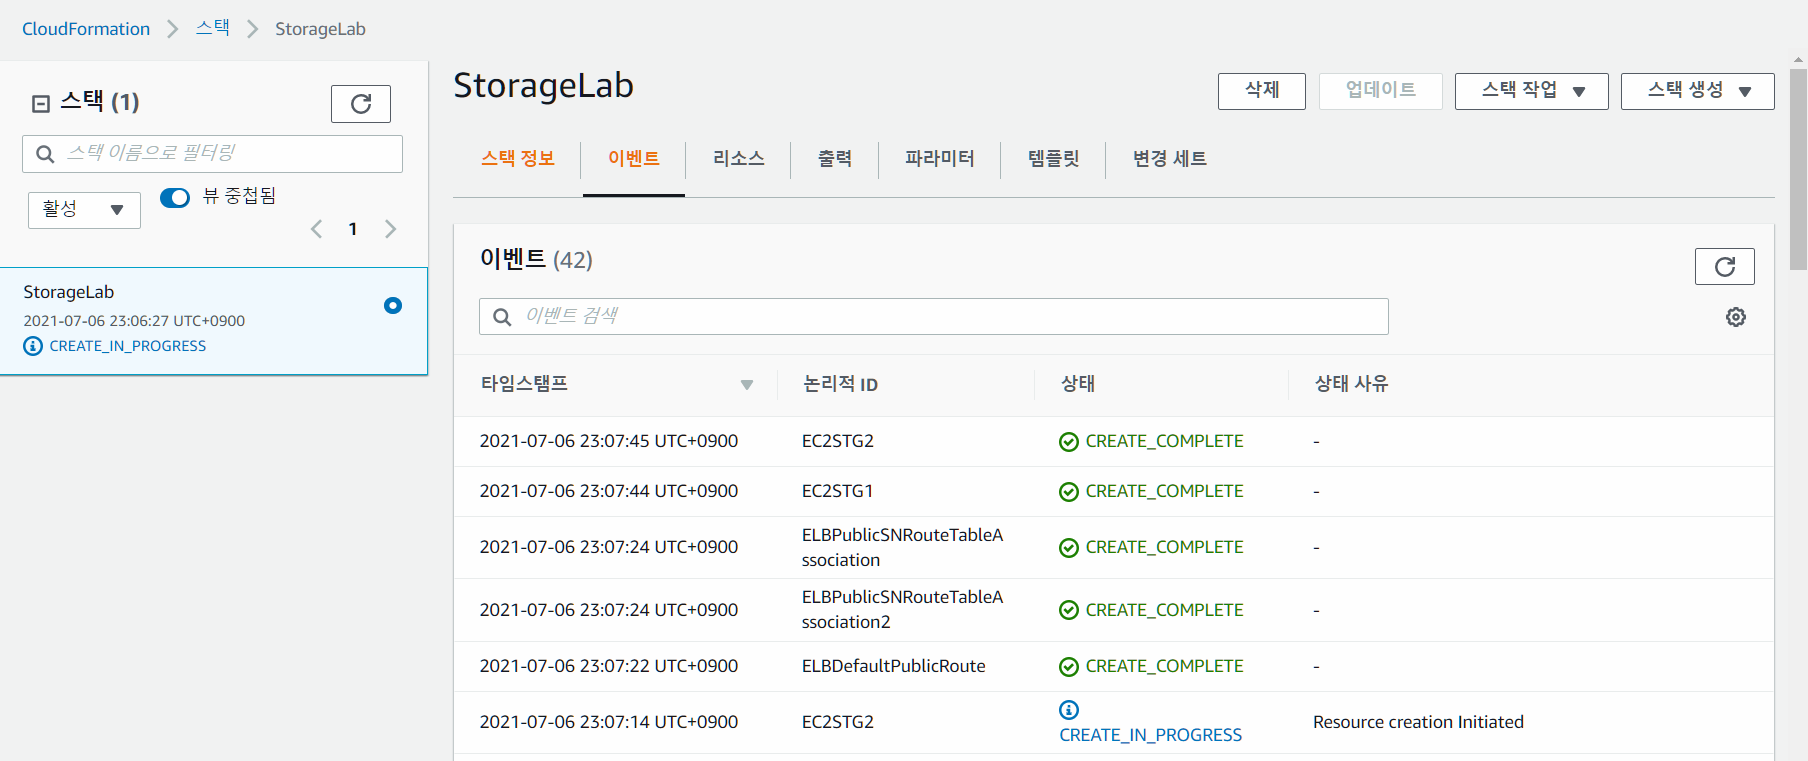 CloudFormation > 스택 > StorageLab
스택 (1)
스택 이름으로 필터링
활성
뷰 중첩됨
1
StorageLab
2021-07-06 23:06:27 UTC+0900
CREATE_IN_PROGRESS
StorageLab
삭제 업데이트 스택 작업 스택 생성
스택 정보 이벤트 리소스 출력 파라미터 템플릿 변경 세트
이벤트 (42)
이벤트 검색
타임스탬프 논리적 ID 상태 상태 사유
2021-07-06 23:07:45 UTC+0900 EC2STG2 CREATE_COMPLETE -
2021-07-06 23:07:44 UTC+0900 EC2STG1 CREATE_COMPLETE -
2021-07-06 23:07:24 UTC+0900 ELBPublicSNRouteTableA CREATE_COMPLETE -
ssociation
2021-07-06 23:07:24 UTC+0900 ELBPublicSNRouteTableA CREATE_COMPLETE -
ssociation2
2021-07-06 23:07:22 UTC+0900 ELBDefaultPublicRoute CREATE_COMPLETE -
2021-07-06 23:07:14 UTC+0900 EC2STG2 CREATE_IN_PROGRESS Resource creation Initiated